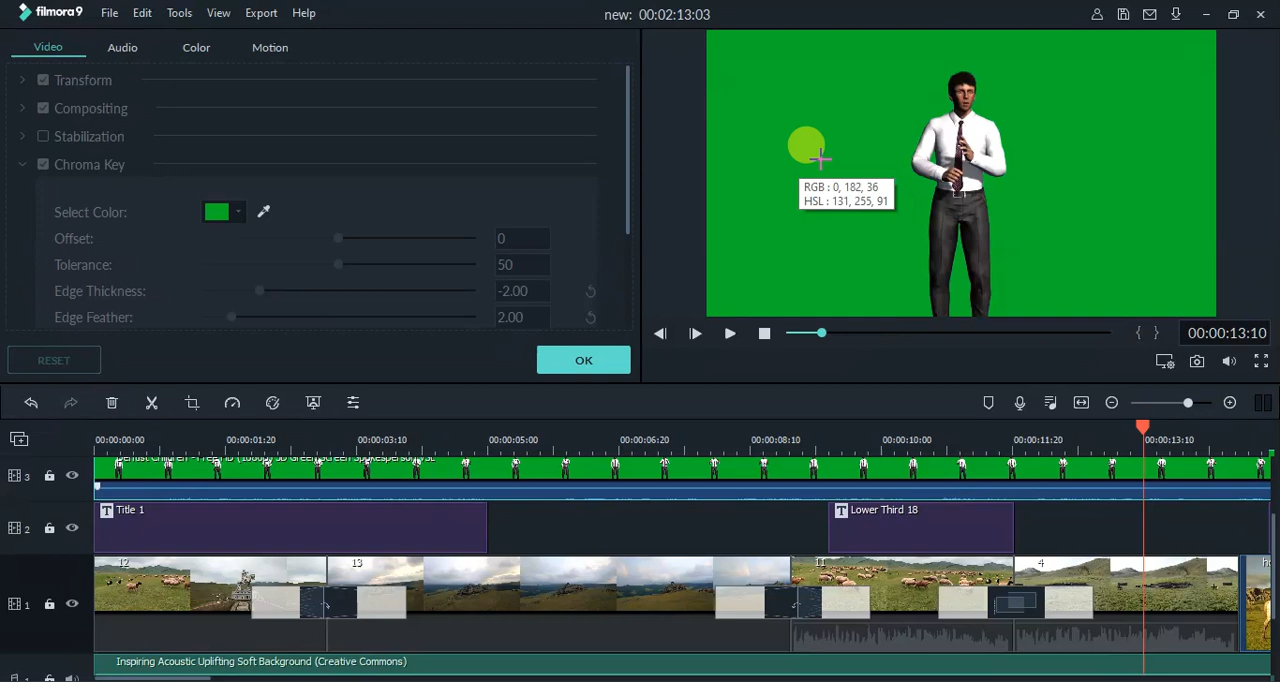 filmora9 File Edit Tools View Export Help new: 00:02:13:03
Video Audio Color Motion
Transform
Compositing
Stabilization
Chroma Key
Select Color:
Offset: 0
Tolerance: 50
Edge Thickness: -2.00
Edge Feather: 2.00
RESET OK
RGB : 0, 182, 36
HSL : 131, 255, 91
{ } 00:00:13:10
00:00:00:00 00:00:01:20 00:00:03:10 00:00:05:00 00:00:06:20 00:00:08:10 00:00:10:00 00:00:11:20 00:00:13:10
3
2 T Title 1 T Lower Third 18
12 13 11 4
1
Inspiring Acoustic Uplifting Soft Background (Creative Commons)
1